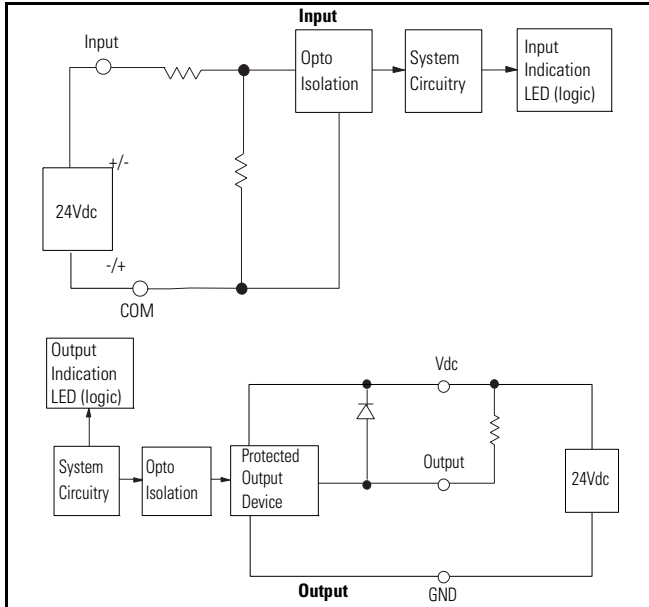 Input
Input
Opto
Isolation
System
Circuitry
Input
Indication
LED (logic)
+/-
24Vdc
-/+
COM
Output
Indication
LED (logic)
Vdc
System
Circuitry
Opto
Isolation
Protected
Output
Device
Output
24Vdc
Output
GND